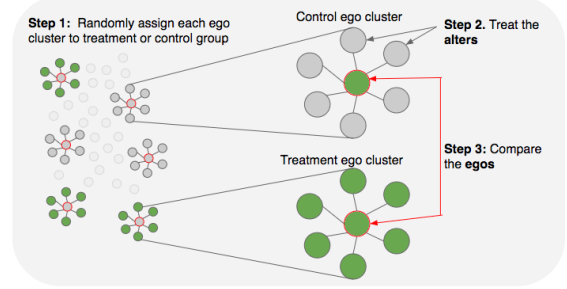 Step 1: Randomly assign each ego
cluster to treatment or control group
Control ego cluster
Step 2. Treat the
alters
Step 3: Compare
the egos
Treatment ego cluster